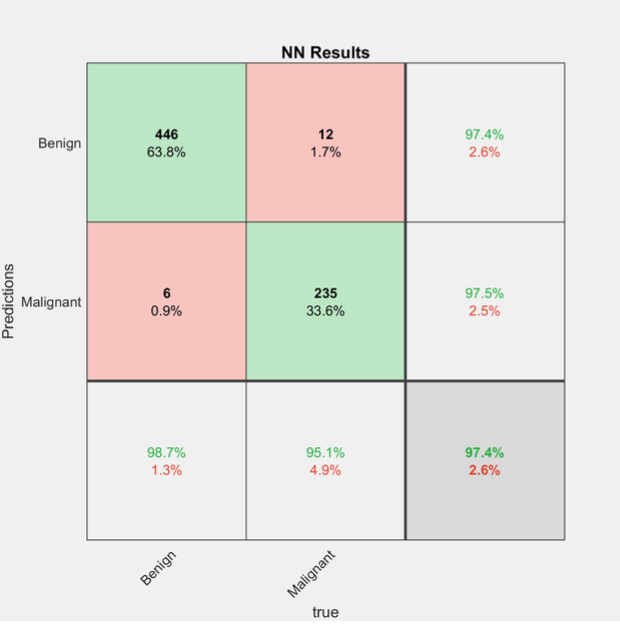 NN Results
Benign
446
63.8%
12
1.7%
97.4%
2.6%
Predictions
Malignant
6
0.9%
235
33.6%
97.5%
2.5%
98.7%
1.3%
95.1%
4.9%
97.4%
2.6%
Benign
Malignant
true